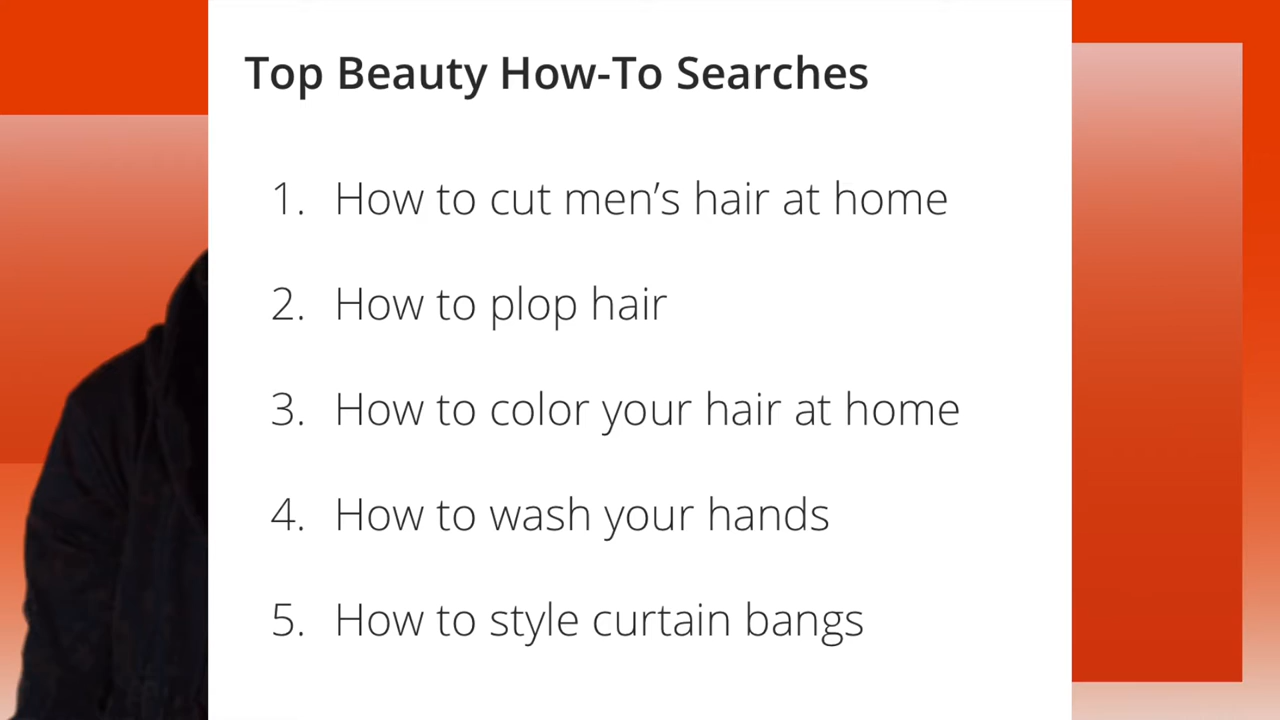 Top Beauty How-To Searches
1. How to cut men’s hair at home
2. How to plop hair
3. How to color your hair at home
4. How to wash your hands
5. How to style curtain bangs